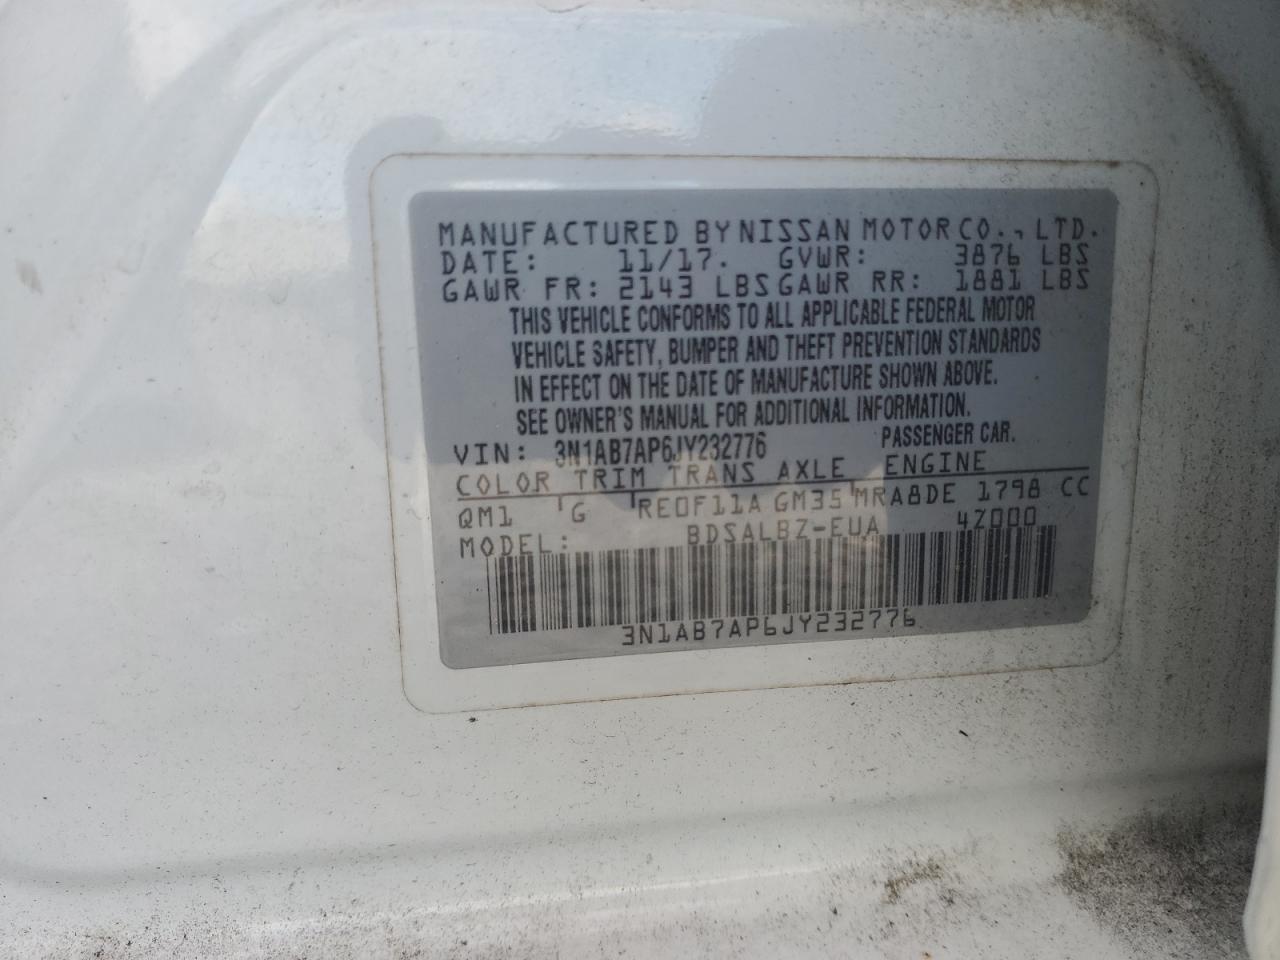 MANUFACTURED BY NISSAN MOTOR CO., LTD.
DATE: 11/17. GVWR: 3876 LBS
GAWR FR: 2143 LBS GAWR RR: 1881 LBS
THIS VEHICLE CONFORMS TO ALL APPLICABLE FEDERAL MOTOR
VEHICLE SAFETY, BUMPER AND THEFT PREVENTION STANDARDS
IN EFFECT ON THE DATE OF MANUFACTURE SHOWN ABOVE.
SEE OWNER'S MANUAL FOR ADDITIONAL INFORMATION.
VIN: 3N1AB7AP6JY232776 PASSENGER CAR.
COLOR TRIM TRANS AXLE ENGINE
QM1 G RE0F11A GM35 MRA8DE 1798 CC
MODEL: BDSALBZ-EUA 4Z000
3N1AB7AP6JY232776